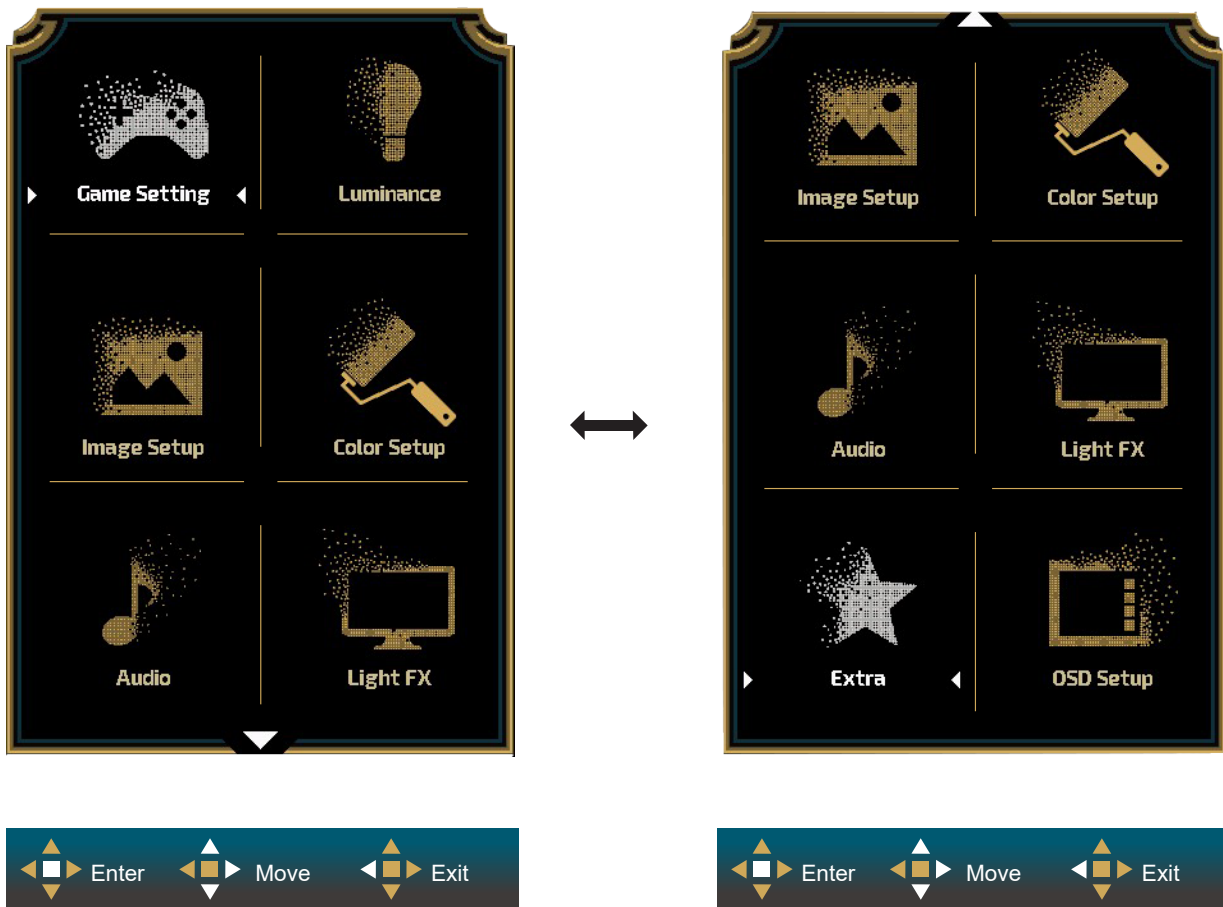 Game Setting
Luminance
Image Setup
Color Setup
Audio
Light FX
Enter
Move
Exit
Image Setup
Color Setup
Audio
Light FX
Extra
OSD Setup
Enter
Move
Exit